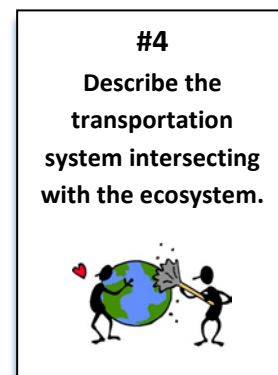 #4
Describe the
transportation
system intersecting
with the ecosystem.